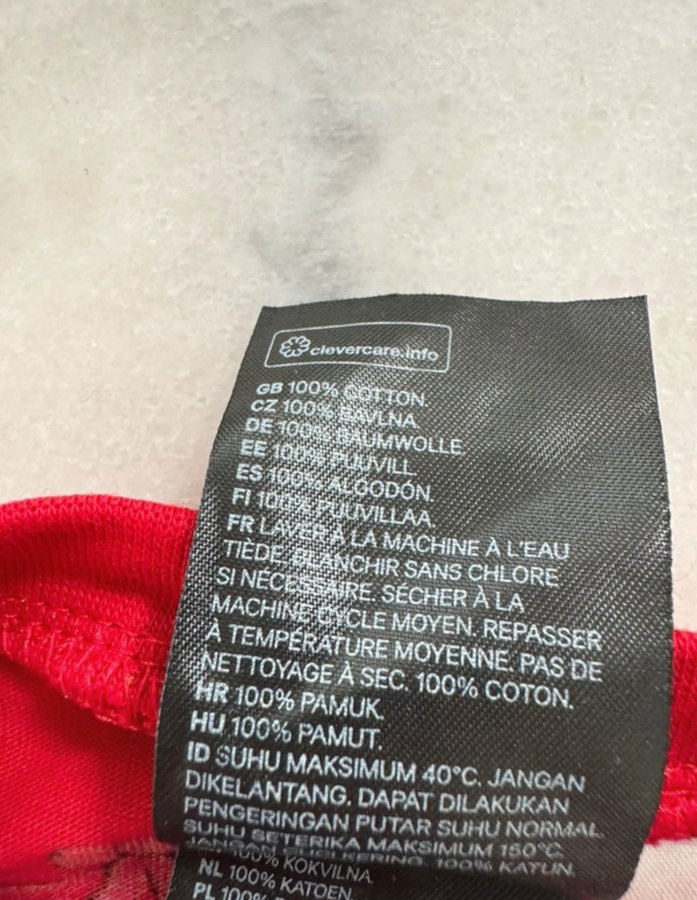 clevercare.info
GB 100% COTTON.
CZ 100% BAVLNA.
DE 100% BAUMWOLLE.
EE 100% PUUVILL.
ES 100% ALGODÓN.
FI 100% PUUVILLAA.
FR LAVER À LA MACHINE À L'EAU
TIÈDE. BLANCHIR SANS CHLORE
SI NÉCESSAIRE. SÉCHER À LA
MACHINE CYCLE MOYEN. REPASSER
À TEMPÉRATURE MOYENNE. PAS DE
NETTOYAGE À SEC. 100% COTON.
HR 100% PAMUK.
HU 100% PAMUT.
ID SUHU MAKSIMUM 40°C. JANGAN
DIKELANTANG. DAPAT DILAKUKAN
PENGERINGAN PUTAR SUHU NORMAL.
SUHU SETERIKA MAKSIMUM 150°C.
JANGAN 100% KATUN.
100% KOKVILNA.
NL 100% KATOEN.
PL 100%